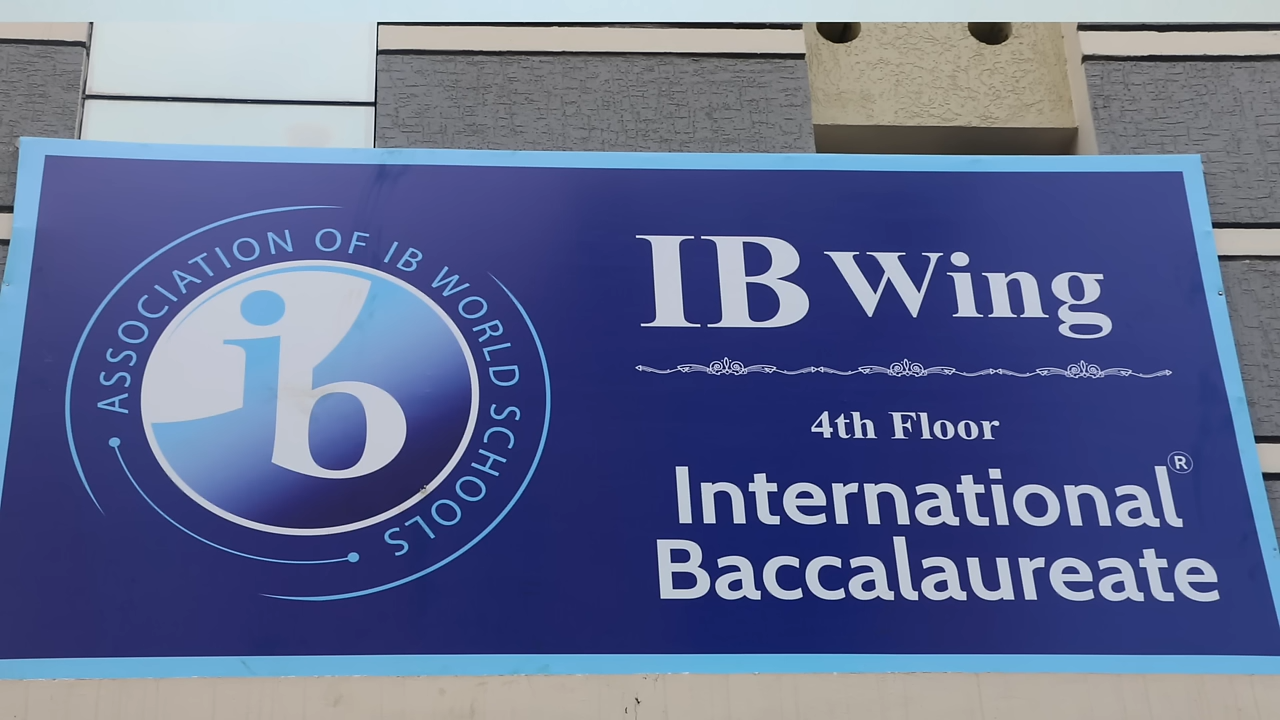 ASSOCIATION OF IB WORLD SCHOOLS
ib
IB Wing
4th Floor
International®
Baccalaureate